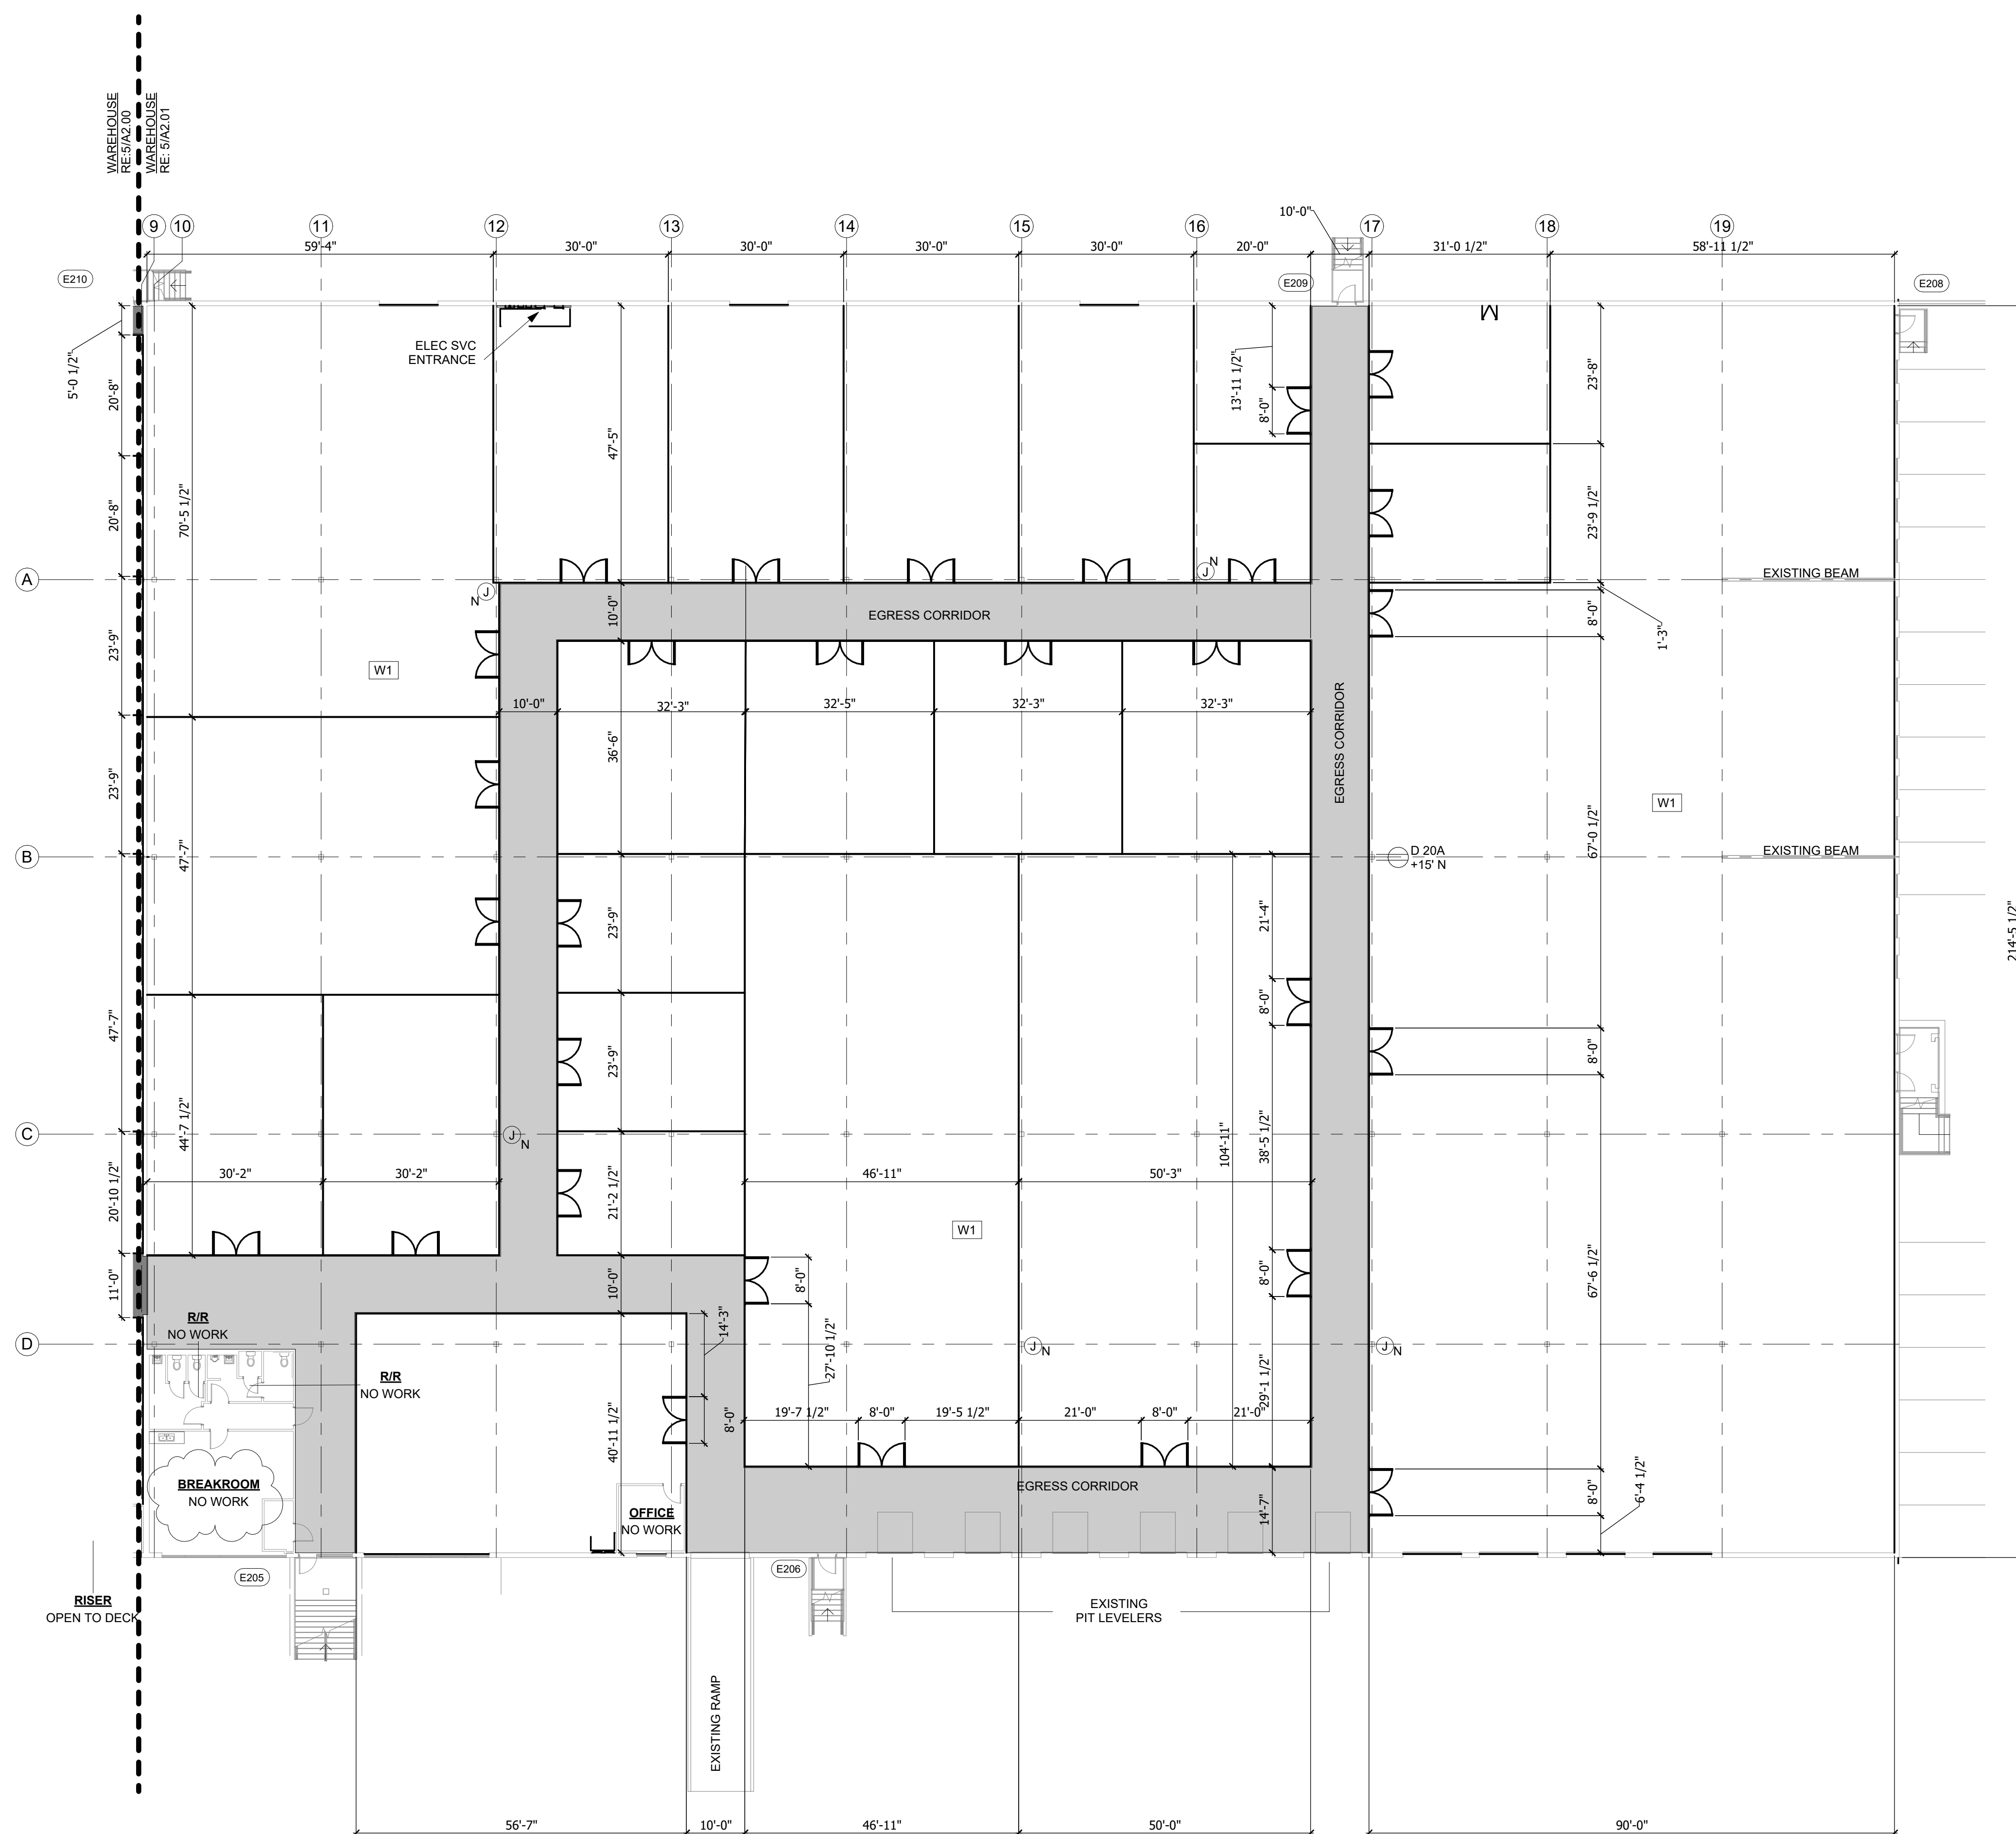 WAREHOUSE
RE:5/A2.00
WAREHOUSE
RE: 5/A2.01
9
10
11
12
13
14
15
16
10'-0"
17
18
19
59'-4"
30'-0"
30'-0"
30'-0"
30'-0"
20'-0"
31'-0 1/2"
58'-11 1/2"
E210
E209
E208
5'-0 1/2"
20'-8"
20'-8"
23'-9"
23'-9"
47'-7"
20'-10 1/2"
11'-0"
70'-5 1/2"
47'-7"
44'-7 1/2"
ELEC SVC
ENTRANCE
47'-5"
13'-11 1/2"
8'-0"
M
23'-8"
23'-9 1/2"
A
J
N
J
N
EXISTING BEAM
10'-0"
EGRESS CORRIDOR
8'-0"
1'-3"
W1
10'-0"
32'-3"
32'-5"
32'-3"
32'-3"
36'-6"
EGRESS CORRIDOR
W1
67'-0 1/2"
B
D 20A
+15' N
EXISTING BEAM
214'-5 1/2"
23'-9"
21'-4"
8'-0"
8'-0"
23'-9"
C
J
N
104'-11"
38'-5 1/2"
30'-2"
30'-2"
21'-2 1/2"
46'-11"
50'-3"
W1
8'-0"
8'-0"
67'-6 1/2"
10'-0"
R/R
NO WORK
14'-3"
27'-10 1/2"
D
J
N
J
N
R/R
NO WORK
29'-1 1/2"
40'-11 1/2"
8'-0"
19'-7 1/2"
8'-0"
19'-5 1/2"
21'-0"
8'-0"
21'-0"
BREAKROOM
NO WORK
OFFICE
NO WORK
EGRESS CORRIDOR
14'-7"
8'-0"
6'-4 1/2"
E205
E206
RISER
OPEN TO DECK
EXISTING
PIT LEVELERS
EXISTING RAMP
56'-7"
10'-0"
46'-11"
50'-0"
90'-0"